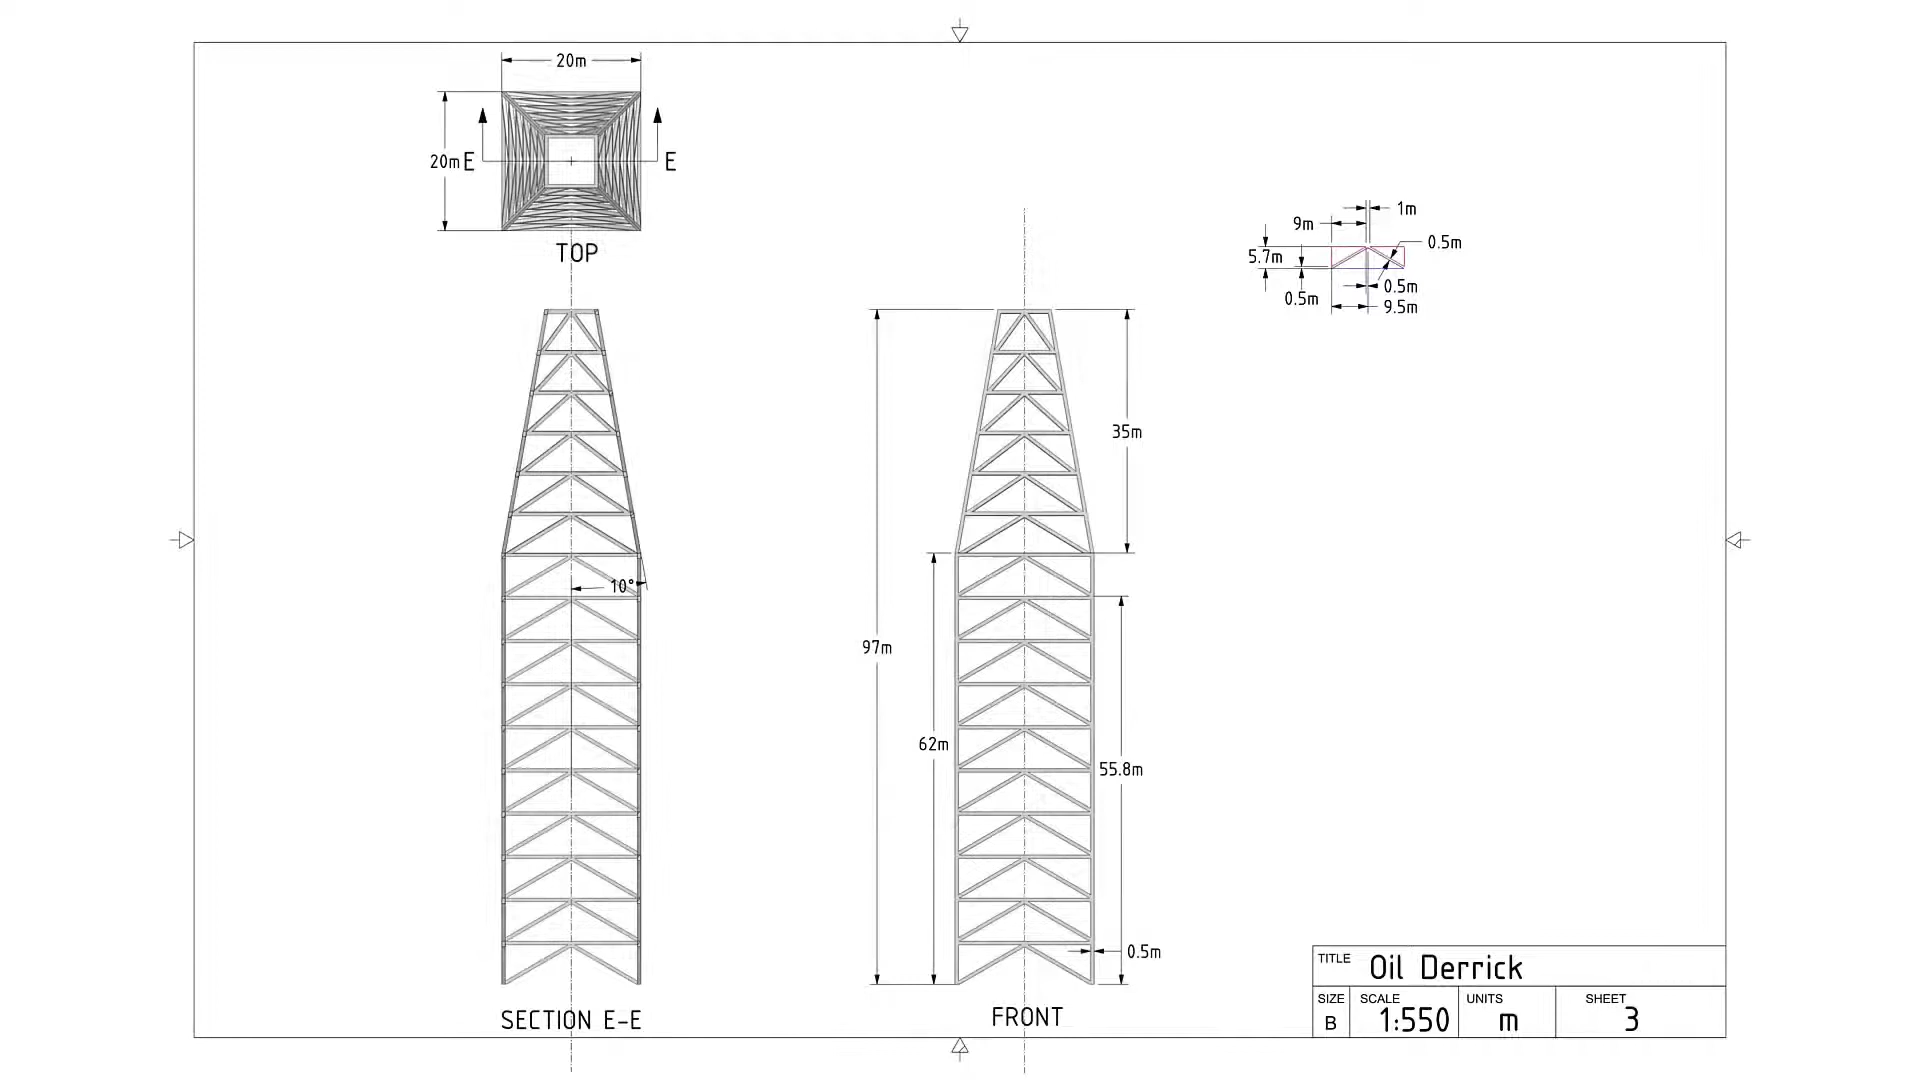 20m
20m
E
E
TOP
1m
9m
0.5m
5.7m
0.5m
0.5m
9.5m
35m
10°
97m
62m
55.8m
0.5m
SECTION E-E
FRONT
TITLE Oil Derrick
SIZE SCALE UNITS SHEET
B 1:550 m 3